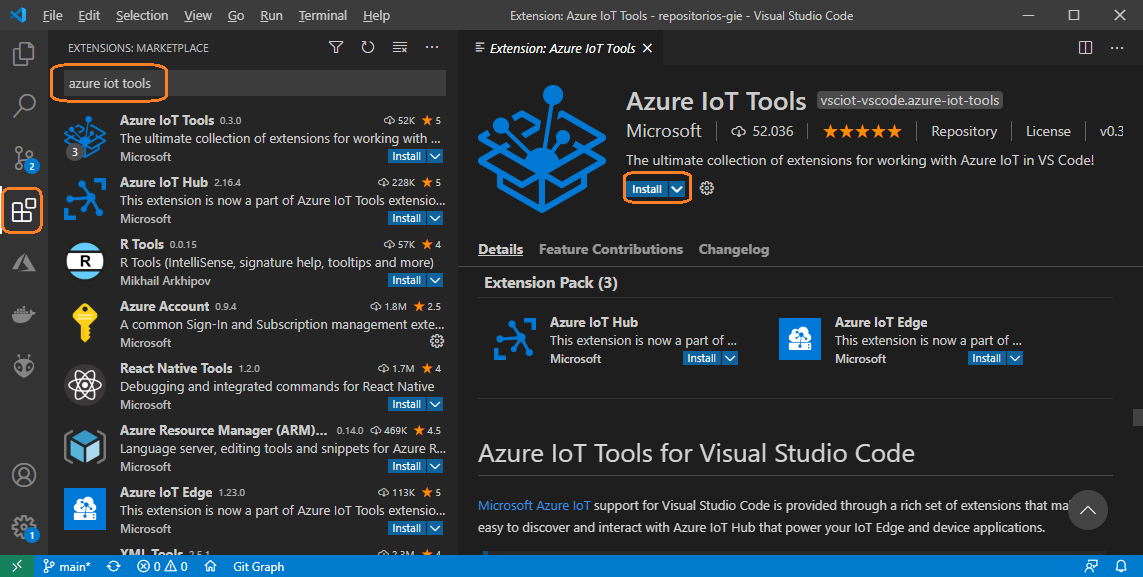 File Edit Selection View Go Run Terminal Help Extension: Azure IoT Tools - repositorios-gie - Visual Studio Code
EXTENSIONS: MARKETPLACE
azure iot tools
Azure IoT Tools 0.3.0 52K 5
The ultimate collection of extensions for working with ...
Microsoft Install
3
Azure IoT Hub 2.16.4 228K 5
This extension is now a part of Azure IoT Tools extensio...
Microsoft Install
R
R Tools 0.0.15 57K 4
R Tools (IntelliSense, signature help, tooltips and more)
Mikhail Arkhipov Install
Azure Account 0.9.4 1.8M 2.5
A common Sign-In and Subscription management exte...
Microsoft
React Native Tools 1.2.0 1.7M 4
Debugging and integrated commands for React Native
Microsoft Install
Azure Resource Manager (ARM)... 0.14.0 469K 4.5
Language server, editing tools and snippets for Azure R...
Microsoft Install
Azure IoT Edge 1.23.0 113K 5
This extension is now a part of Azure IoT Tools extensio...
Microsoft Install
XML Tools 2.5.1 2.3M 4
2
1
Extension: Azure IoT Tools
Azure IoT Tools vsciot-vscode.azure-iot-tools
Microsoft 52.036 Repository License v0.3
The ultimate collection of extensions for working with Azure IoT in VS Code!
Install
Details Feature Contributions Changelog
Extension Pack (3)
Azure IoT Hub
This extension is now a part of ...
Microsoft Install
Azure IoT Edge
This extension is now a part of ...
Microsoft Install
Azure IoT Tools for Visual Studio Code
Microsoft Azure IoT support for Visual Studio Code is provided through a rich set of extensions that
easy to discover and interact with Azure IoT Hub that power your IoT Edge and device applications.
main* 0 0 Git Graph